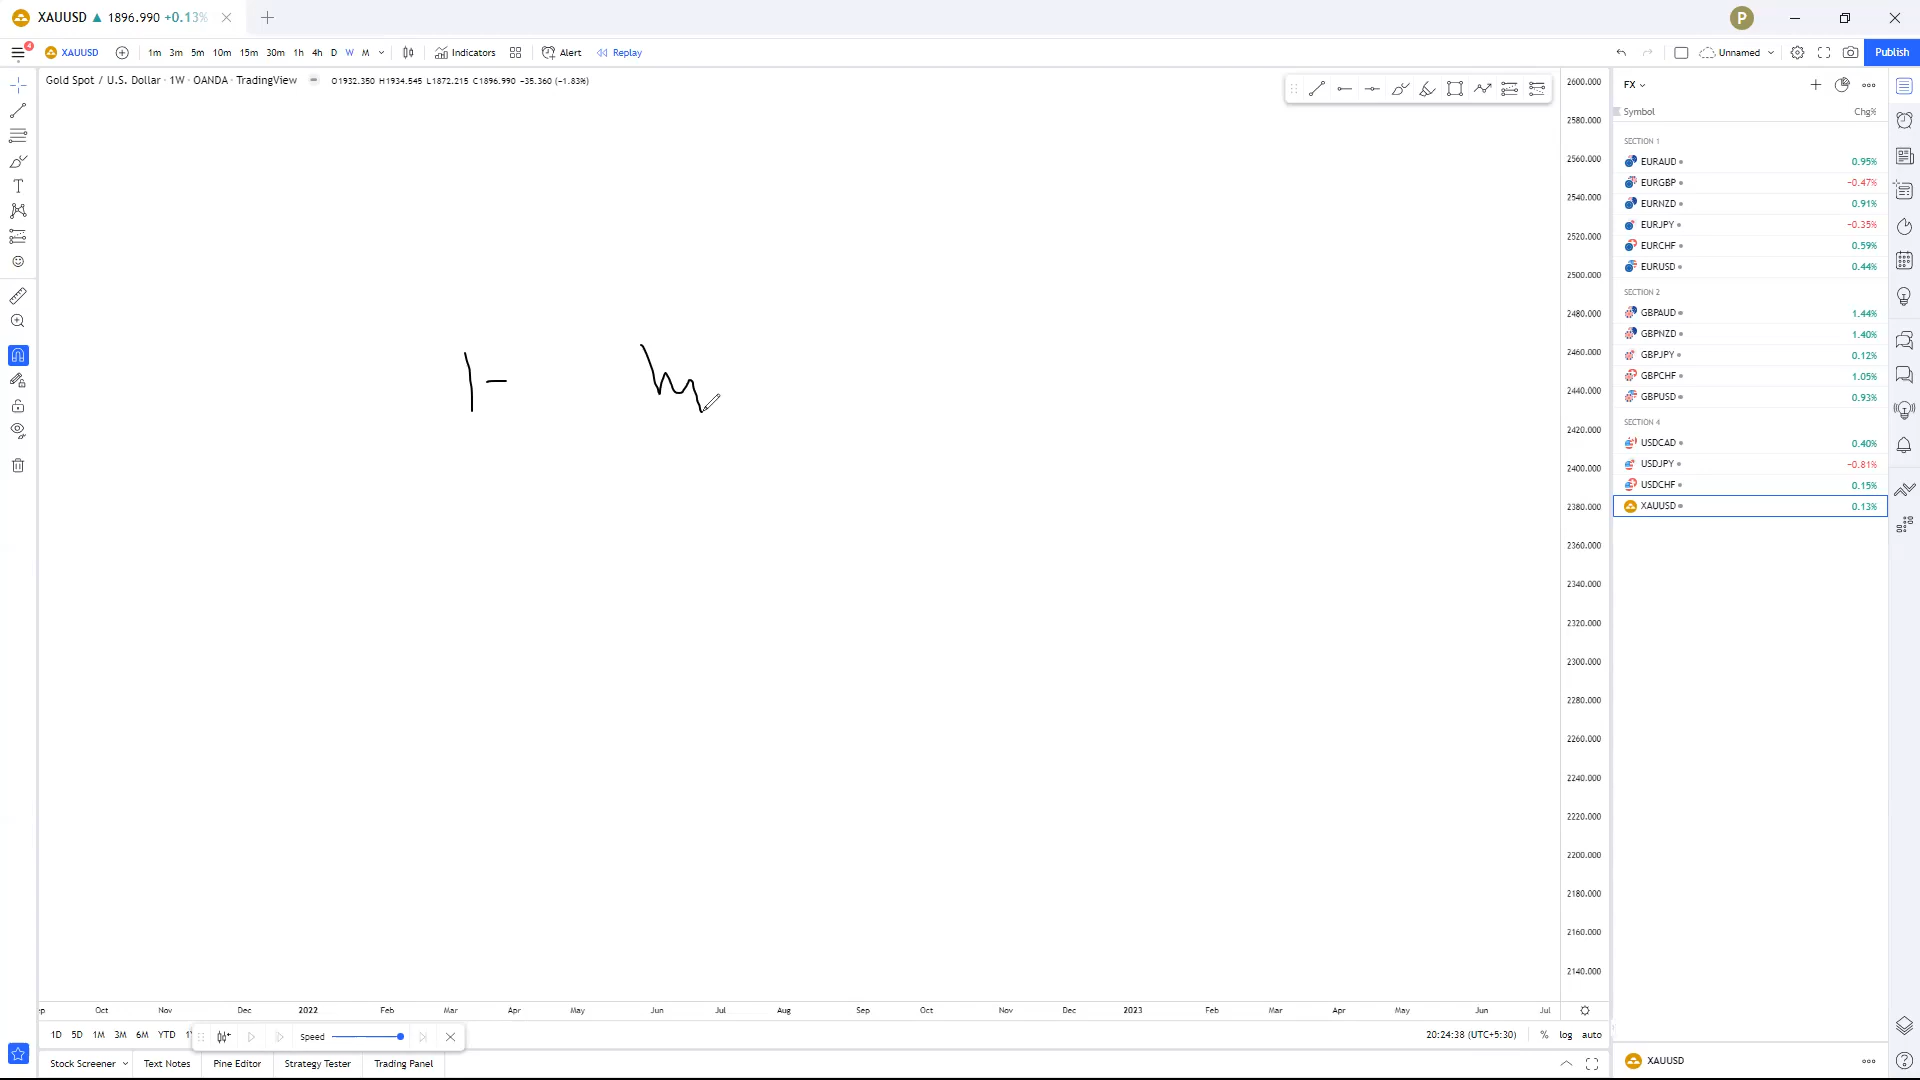 XAUUSD ▲ 1896.990 +0.13%
P
4
XAUUSD 1m 3m 5m 10m 15m 30m 1h 4h D W M Indicators Alert Replay Unnamed Publish
Gold Spot / U.S. Dollar · 1W · OANDA · TradingView O1932.350 H1934.545 L1872.215 C1896.990 -35.360 (-1.83%)
FX
Symbol Chg%
SECTION 1
EURAUD 0.95%
EURGBP -0.47%
EURNZD 0.91%
EURJPY -0.35%
EURCHF 0.59%
EURUSD 0.44%
SECTION 2
GBPAUD 1.44%
GBPNZD 1.40%
GBPJPY 0.12%
GBPCHF 1.05%
GBPUSD 0.93%
SECTION 4
USDCAD 0.40%
USDJPY -0.81%
USDCHF 0.15%
XAUUSD 0.13%
2600.000
2580.000
2560.000
2540.000
2520.000
2500.000
2480.000
2460.000
2440.000
2420.000
2400.000
2380.000
2360.000
2340.000
2320.000
2300.000
2280.000
2260.000
2240.000
2220.000
2200.000
2180.000
2160.000
2140.000
1-
Oct Nov Dec 2022 Feb Mar Apr May Jun Jul Aug Sep Oct Nov Dec 2023 Feb Mar Apr May Jun Jul
1D 5D 1M 3M 6M YTD Speed 20:24:38 (UTC+5:30) % log auto
Stock Screener Text Notes Pine Editor Strategy Tester Trading Panel
XAUUSD